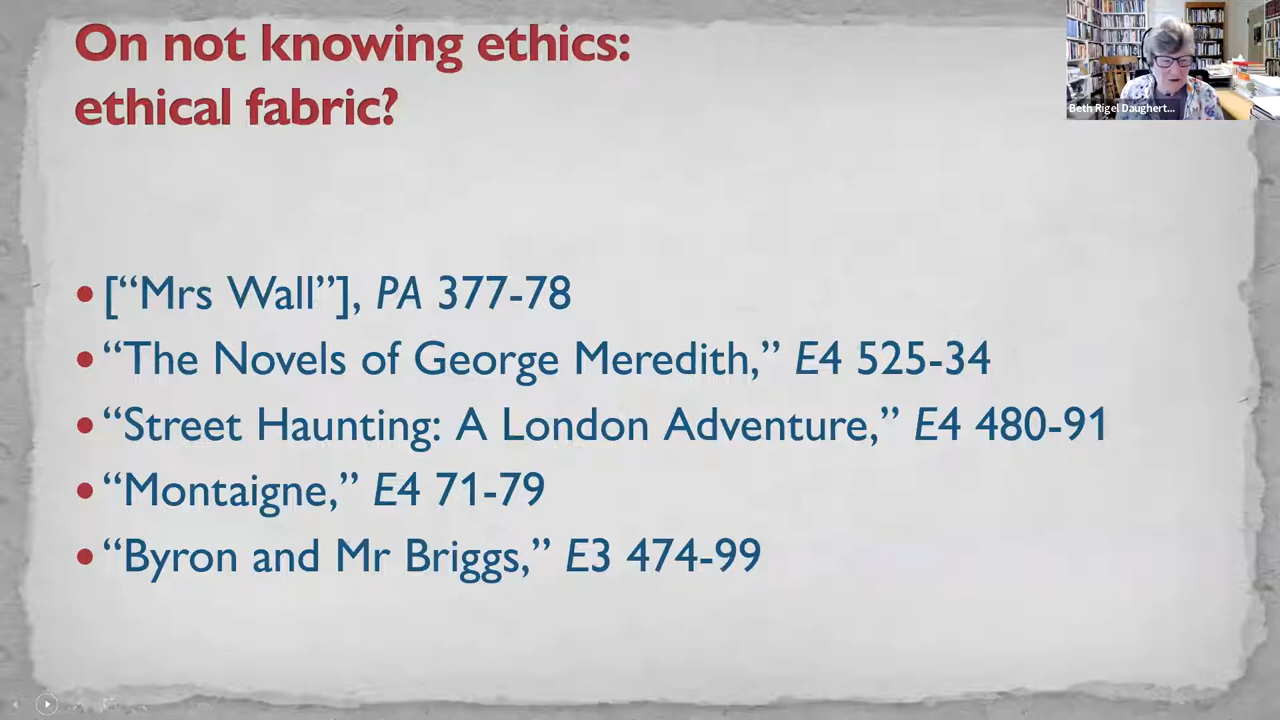 On not knowing ethics:
ethical fabric?
Beth Rigel Daughert...
• [“Mrs Wall”], PA 377-78
• “The Novels of George Meredith,” E4 525-34
• “Street Haunting: A London Adventure,” E4 480-91
• “Montaigne,” E4 71-79
• “Byron and Mr Briggs,” E3 474-99